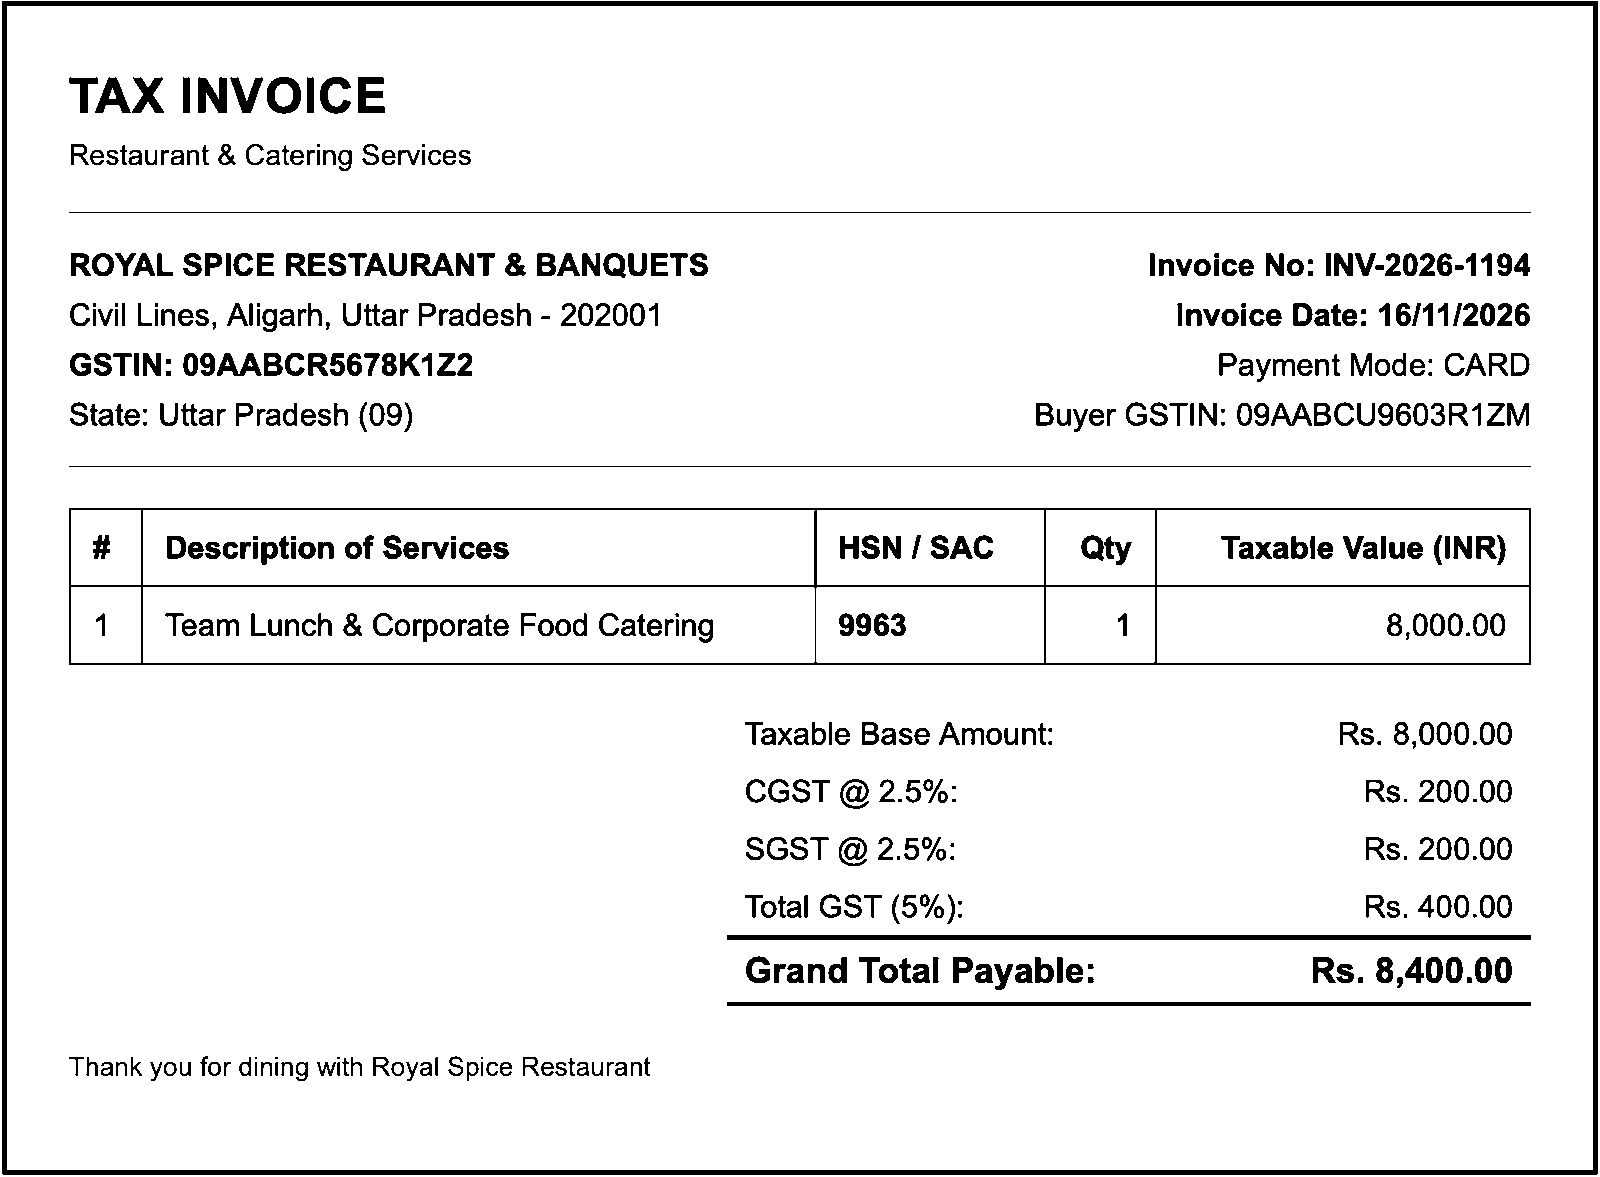 TAX INVOICE
Restaurant & Catering Services
ROYAL SPICE RESTAURANT & BANQUETS
Civil Lines, Aligarh, Uttar Pradesh - 202001
GSTIN: 09AABCR5678K1Z2
State: Uttar Pradesh (09)
Invoice No: INV-2026-1194
Invoice Date: 16/11/2026
Payment Mode: CARD
Buyer GSTIN: 09AABCU9603R1ZM
# Description of Services HSN / SAC Qty Taxable Value (INR)
1 Team Lunch & Corporate Food Catering 9963 1 8,000.00
Taxable Base Amount: Rs. 8,000.00
CGST @ 2.5%: Rs. 200.00
SGST @ 2.5%: Rs. 200.00
Total GST (5%): Rs. 400.00
Grand Total Payable: Rs. 8,400.00
Thank you for dining with Royal Spice Restaurant